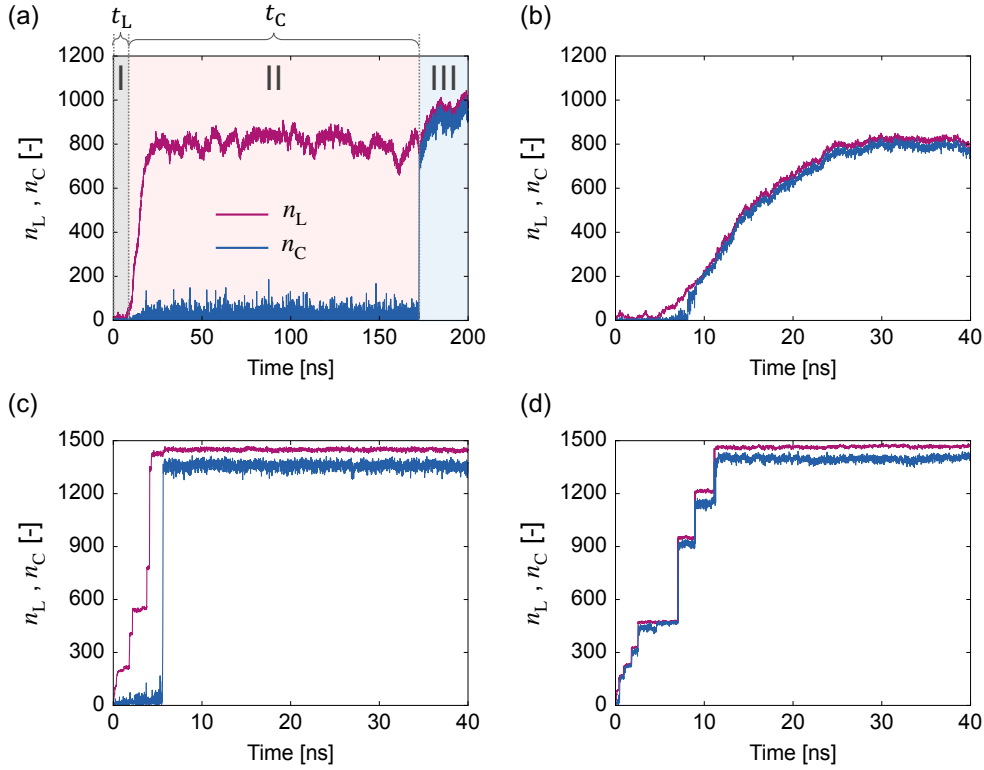 (a)
t_L
t_C
(b)
1200
1000
800
600
400
200
0
n_L , n_C [-]
I
II
III
n_L
n_C
0
50
100
150
200
Time [ns]
1200
1000
800
600
400
200
0
n_L , n_C [-]
0
10
20
30
40
Time [ns]
(c)
(d)
1500
1200
900
600
300
0
n_L , n_C [-]
0
10
20
30
40
Time [ns]
1500
1200
900
600
300
0
n_L , n_C [-]
0
10
20
30
40
Time [ns]